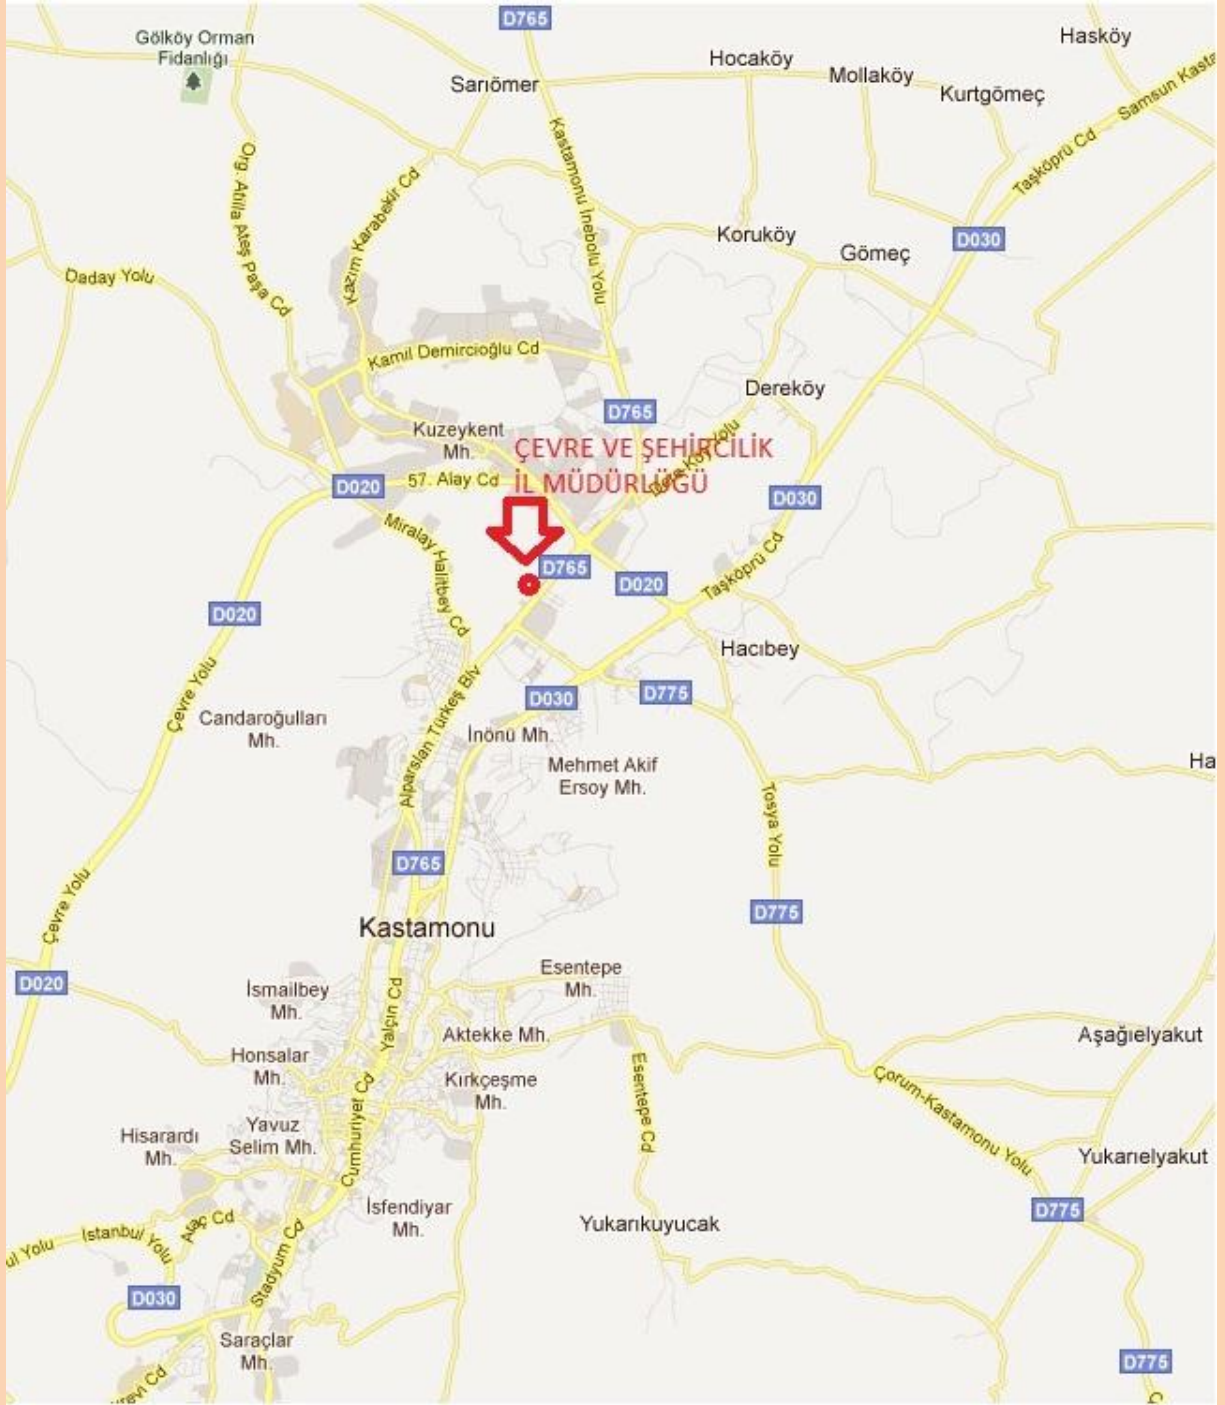 D765
Gölköy Orman
Fidanlığı
Hasköy
Sarıömer
Hocaköy
Mollaköy
Kurtgömeç
Samsun Kasta
Taşköprü Cd
Org. Atilla Ateş Paşa Cd
Kazım Karabekir Cd
Kastamonu İnebolu Yolu
Koruköy
Gömeç
D030
Daday Yolu
Kamil Demircioğlu Cd
Dereköy
D765
Kuzeykent
Mh.
ÇEVRE VE ŞEHİRCİLİK
İL MÜDÜRLÜĞÜ
D020
57. Alay Cd
D030
Miralay Halitbey Cd
D765
D020
Taşköprü Cd
D020
Hacıbey
Çevre Yolu
Candaroğulları
Mh.
Alparslan Türkeş Blv
D030
D775
İnönü Mh.
Mehmet Akif
Ersoy Mh.
Ha
Tosya Yolu
D765
Çevre Yolu
D775
Kastamonu
D020
İsmailbey
Mh.
Esentepe
Mh.
Yalçın Cd
Aktekke Mh.
Aşağıelyakut
Honsalar
Mh.
Kırkçeşme
Mh.
Esentepe Cd
Çorum-Kastamonu Yolu
Cumhuriyet Cd
Yavuz
Selim Mh.
Hisarardı
Mh.
Yukarıelyakut
D775
İsfendiyar
Mh.
Yukarıkuyucak
Alaç Cd
İstanbul Yolu
ul Yolu
Stadyum Cd
D030
Saraçlar
Mh.
D775